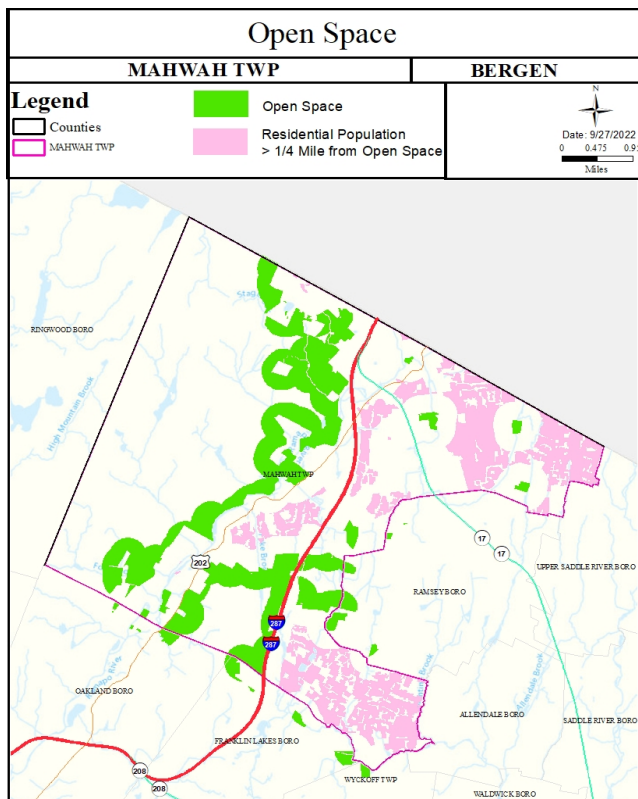 Open Space
MAHWAH TWP
BERGEN
Legend
Counties
MAHWAH TWP
Open Space
Residential Population
> 1/4 Mile from Open Space
N
Date: 9/27/2022
0 0.475 0.9
Miles
RINGWOOD BORO
High Mountain Brook
MAHWAH TWP
202
17
17
UPPER SADDLE RIVER BORO
RAMSEY BORO
287
287
OAKLAND BORO
ALLENDALE BORO
SADDLE RIVER BORO
FRANKLIN LAKES BORO
208
208
WYCKOFF TWP
WALDWICK BORO